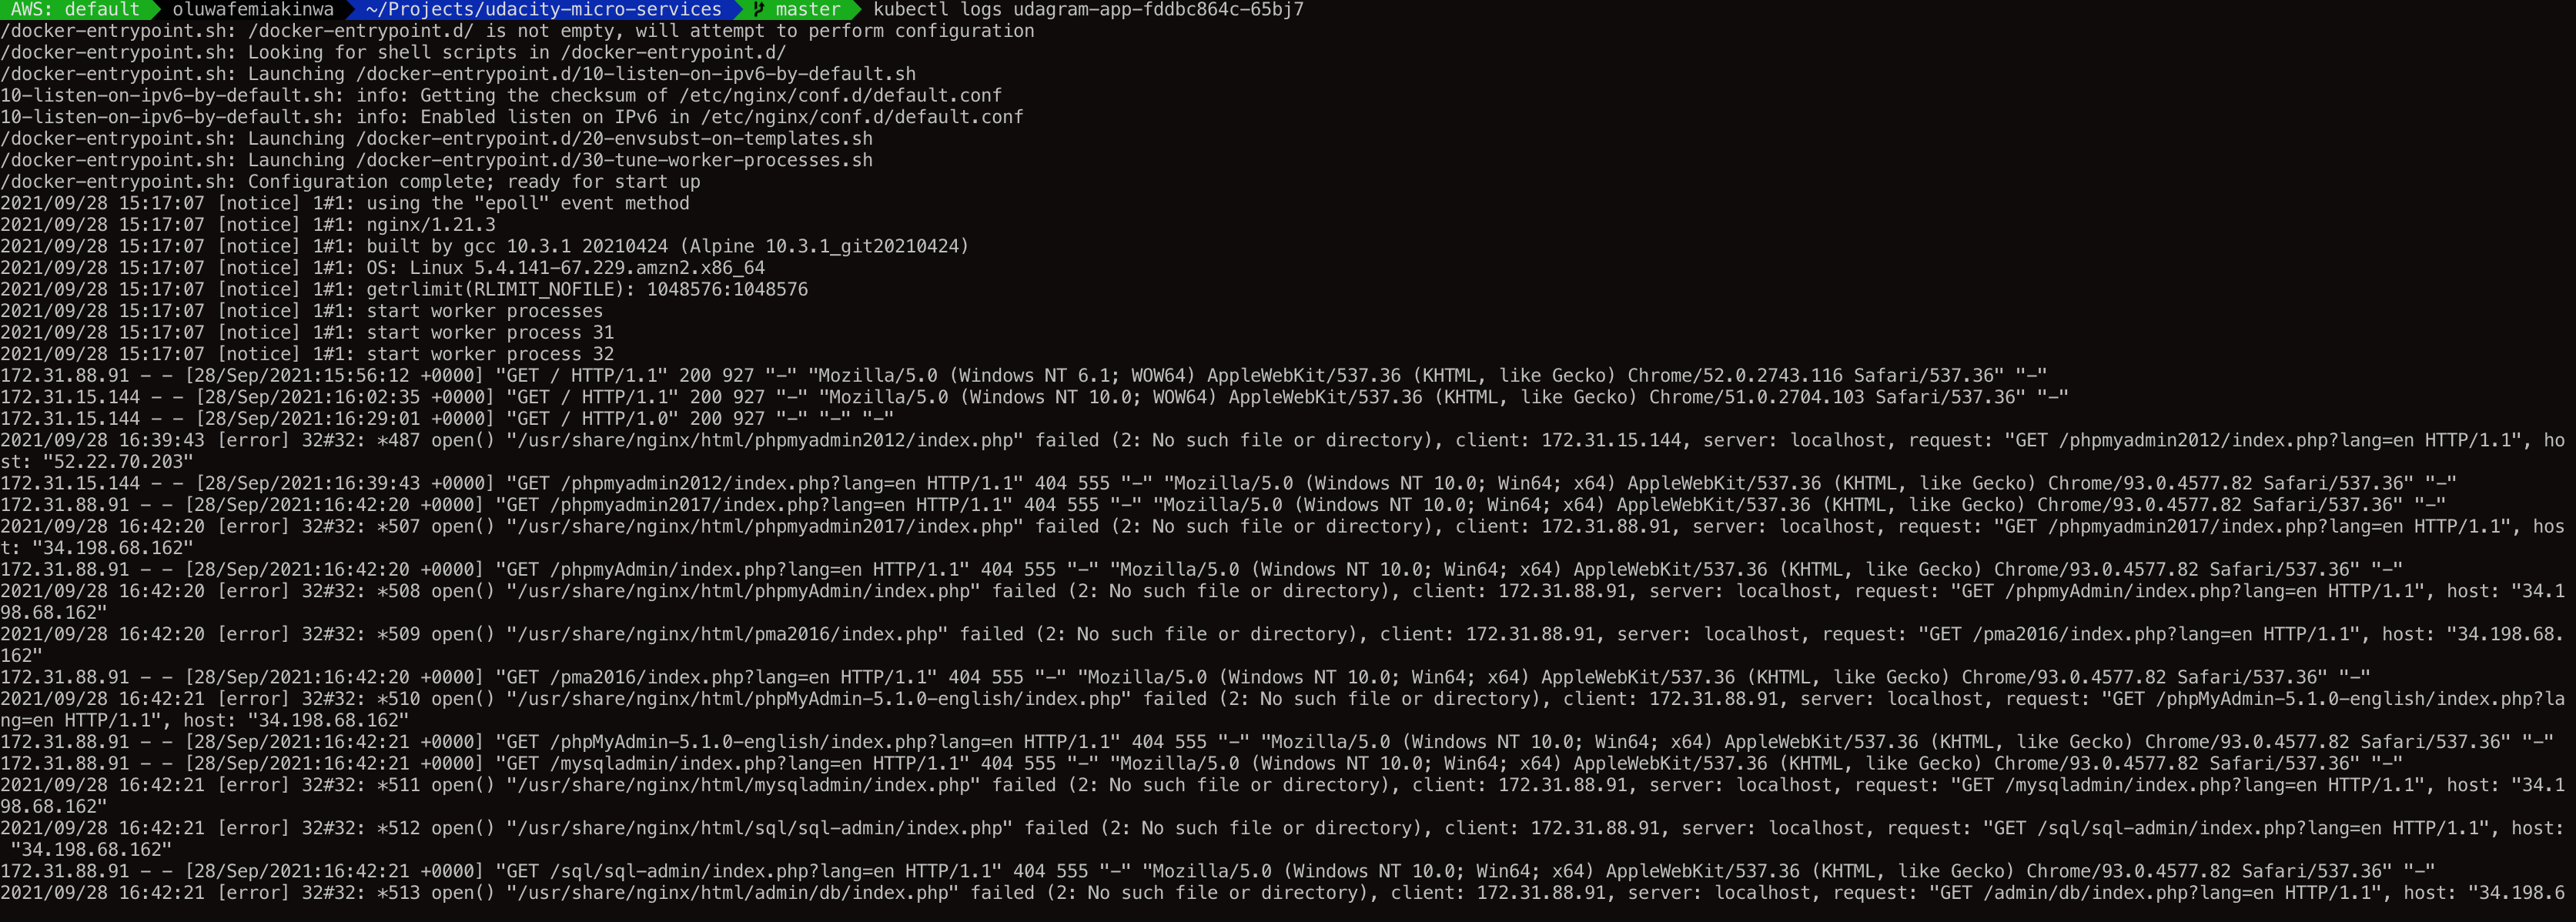 AWS: default oluwafemiakinwa ~/Projects/udacity-micro-services master kubectl logs udagram-app-fddbc864c-65bj7
/docker-entrypoint.sh: /docker-entrypoint.d/ is not empty, will attempt to perform configuration
/docker-entrypoint.sh: Looking for shell scripts in /docker-entrypoint.d/
/docker-entrypoint.sh: Launching /docker-entrypoint.d/10-listen-on-ipv6-by-default.sh
10-listen-on-ipv6-by-default.sh: info: Getting the checksum of /etc/nginx/conf.d/default.conf
10-listen-on-ipv6-by-default.sh: info: Enabled listen on IPv6 in /etc/nginx/conf.d/default.conf
/docker-entrypoint.sh: Launching /docker-entrypoint.d/20-envsubst-on-templates.sh
/docker-entrypoint.sh: Launching /docker-entrypoint.d/30-tune-worker-processes.sh
/docker-entrypoint.sh: Configuration complete; ready for start up
2021/09/28 15:17:07 [notice] 1#1: using the "epoll" event method
2021/09/28 15:17:07 [notice] 1#1: nginx/1.21.3
2021/09/28 15:17:07 [notice] 1#1: built by gcc 10.3.1 20210424 (Alpine 10.3.1_git20210424)
2021/09/28 15:17:07 [notice] 1#1: OS: Linux 5.4.141-67.229.amzn2.x86_64
2021/09/28 15:17:07 [notice] 1#1: getrlimit(RLIMIT_NOFILE): 1048576:1048576
2021/09/28 15:17:07 [notice] 1#1: start worker processes
2021/09/28 15:17:07 [notice] 1#1: start worker process 31
2021/09/28 15:17:07 [notice] 1#1: start worker process 32
172.31.88.91 - - [28/Sep/2021:15:56:12 +0000] "GET / HTTP/1.1" 200 927 "-" "Mozilla/5.0 (Windows NT 6.1; WOW64) AppleWebKit/537.36 (KHTML, like Gecko) Chrome/52.0.2743.116 Safari/537.36" "-"
172.31.15.144 - - [28/Sep/2021:16:02:35 +0000] "GET / HTTP/1.1" 200 927 "-" "Mozilla/5.0 (Windows NT 10.0; WOW64) AppleWebKit/537.36 (KHTML, like Gecko) Chrome/51.0.2704.103 Safari/537.36" "-"
172.31.15.144 - - [28/Sep/2021:16:29:01 +0000] "GET / HTTP/1.0" 200 927 "-" "-" "-"
2021/09/28 16:39:43 [error] 32#32: *487 open() "/usr/share/nginx/html/phpmyadmin2012/index.php" failed (2: No such file or directory), client: 172.31.15.144, server: localhost, request: "GET /phpmyadmin2012/index.php?lang=en HTTP/1.1", ho
st: "52.22.70.203"
172.31.15.144 - - [28/Sep/2021:16:39:43 +0000] "GET /phpmyadmin2012/index.php?lang=en HTTP/1.1" 404 555 "-" "Mozilla/5.0 (Windows NT 10.0; Win64; x64) AppleWebKit/537.36 (KHTML, like Gecko) Chrome/93.0.4577.82 Safari/537.36" "-"
172.31.88.91 - - [28/Sep/2021:16:42:20 +0000] "GET /phpmyadmin2017/index.php?lang=en HTTP/1.1" 404 555 "-" "Mozilla/5.0 (Windows NT 10.0; Win64; x64) AppleWebKit/537.36 (KHTML, like Gecko) Chrome/93.0.4577.82 Safari/537.36" "-"
2021/09/28 16:42:20 [error] 32#32: *507 open() "/usr/share/nginx/html/phpmyadmin2017/index.php" failed (2: No such file or directory), client: 172.31.88.91, server: localhost, request: "GET /phpmyadmin2017/index.php?lang=en HTTP/1.1", hos
t: "34.198.68.162"
172.31.88.91 - - [28/Sep/2021:16:42:20 +0000] "GET /phpmyAdmin/index.php?lang=en HTTP/1.1" 404 555 "-" "Mozilla/5.0 (Windows NT 10.0; Win64; x64) AppleWebKit/537.36 (KHTML, like Gecko) Chrome/93.0.4577.82 Safari/537.36" "-"
2021/09/28 16:42:20 [error] 32#32: *508 open() "/usr/share/nginx/html/phpmyAdmin/index.php" failed (2: No such file or directory), client: 172.31.88.91, server: localhost, request: "GET /phpmyAdmin/index.php?lang=en HTTP/1.1", host: "34.1
98.68.162"
2021/09/28 16:42:20 [error] 32#32: *509 open() "/usr/share/nginx/html/pma2016/index.php" failed (2: No such file or directory), client: 172.31.88.91, server: localhost, request: "GET /pma2016/index.php?lang=en HTTP/1.1", host: "34.198.68.
162"
172.31.88.91 - - [28/Sep/2021:16:42:20 +0000] "GET /pma2016/index.php?lang=en HTTP/1.1" 404 555 "-" "Mozilla/5.0 (Windows NT 10.0; Win64; x64) AppleWebKit/537.36 (KHTML, like Gecko) Chrome/93.0.4577.82 Safari/537.36" "-"
2021/09/28 16:42:21 [error] 32#32: *510 open() "/usr/share/nginx/html/phpMyAdmin-5.1.0-english/index.php" failed (2: No such file or directory), client: 172.31.88.91, server: localhost, request: "GET /phpMyAdmin-5.1.0-english/index.php?la
ng=en HTTP/1.1", host: "34.198.68.162"
172.31.88.91 - - [28/Sep/2021:16:42:21 +0000] "GET /phpMyAdmin-5.1.0-english/index.php?lang=en HTTP/1.1" 404 555 "-" "Mozilla/5.0 (Windows NT 10.0; Win64; x64) AppleWebKit/537.36 (KHTML, like Gecko) Chrome/93.0.4577.82 Safari/537.36" "-"
172.31.88.91 - - [28/Sep/2021:16:42:21 +0000] "GET /mysqladmin/index.php?lang=en HTTP/1.1" 404 555 "-" "Mozilla/5.0 (Windows NT 10.0; Win64; x64) AppleWebKit/537.36 (KHTML, like Gecko) Chrome/93.0.4577.82 Safari/537.36" "-"
2021/09/28 16:42:21 [error] 32#32: *511 open() "/usr/share/nginx/html/mysqladmin/index.php" failed (2: No such file or directory), client: 172.31.88.91, server: localhost, request: "GET /mysqladmin/index.php?lang=en HTTP/1.1", host: "34.1
98.68.162"
2021/09/28 16:42:21 [error] 32#32: *512 open() "/usr/share/nginx/html/sql/sql-admin/index.php" failed (2: No such file or directory), client: 172.31.88.91, server: localhost, request: "GET /sql/sql-admin/index.php?lang=en HTTP/1.1", host:
 "34.198.68.162"
172.31.88.91 - - [28/Sep/2021:16:42:21 +0000] "GET /sql/sql-admin/index.php?lang=en HTTP/1.1" 404 555 "-" "Mozilla/5.0 (Windows NT 10.0; Win64; x64) AppleWebKit/537.36 (KHTML, like Gecko) Chrome/93.0.4577.82 Safari/537.36" "-"
2021/09/28 16:42:21 [error] 32#32: *513 open() "/usr/share/nginx/html/admin/db/index.php" failed (2: No such file or directory), client: 172.31.88.91, server: localhost, request: "GET /admin/db/index.php?lang=en HTTP/1.1", host: "34.198.6